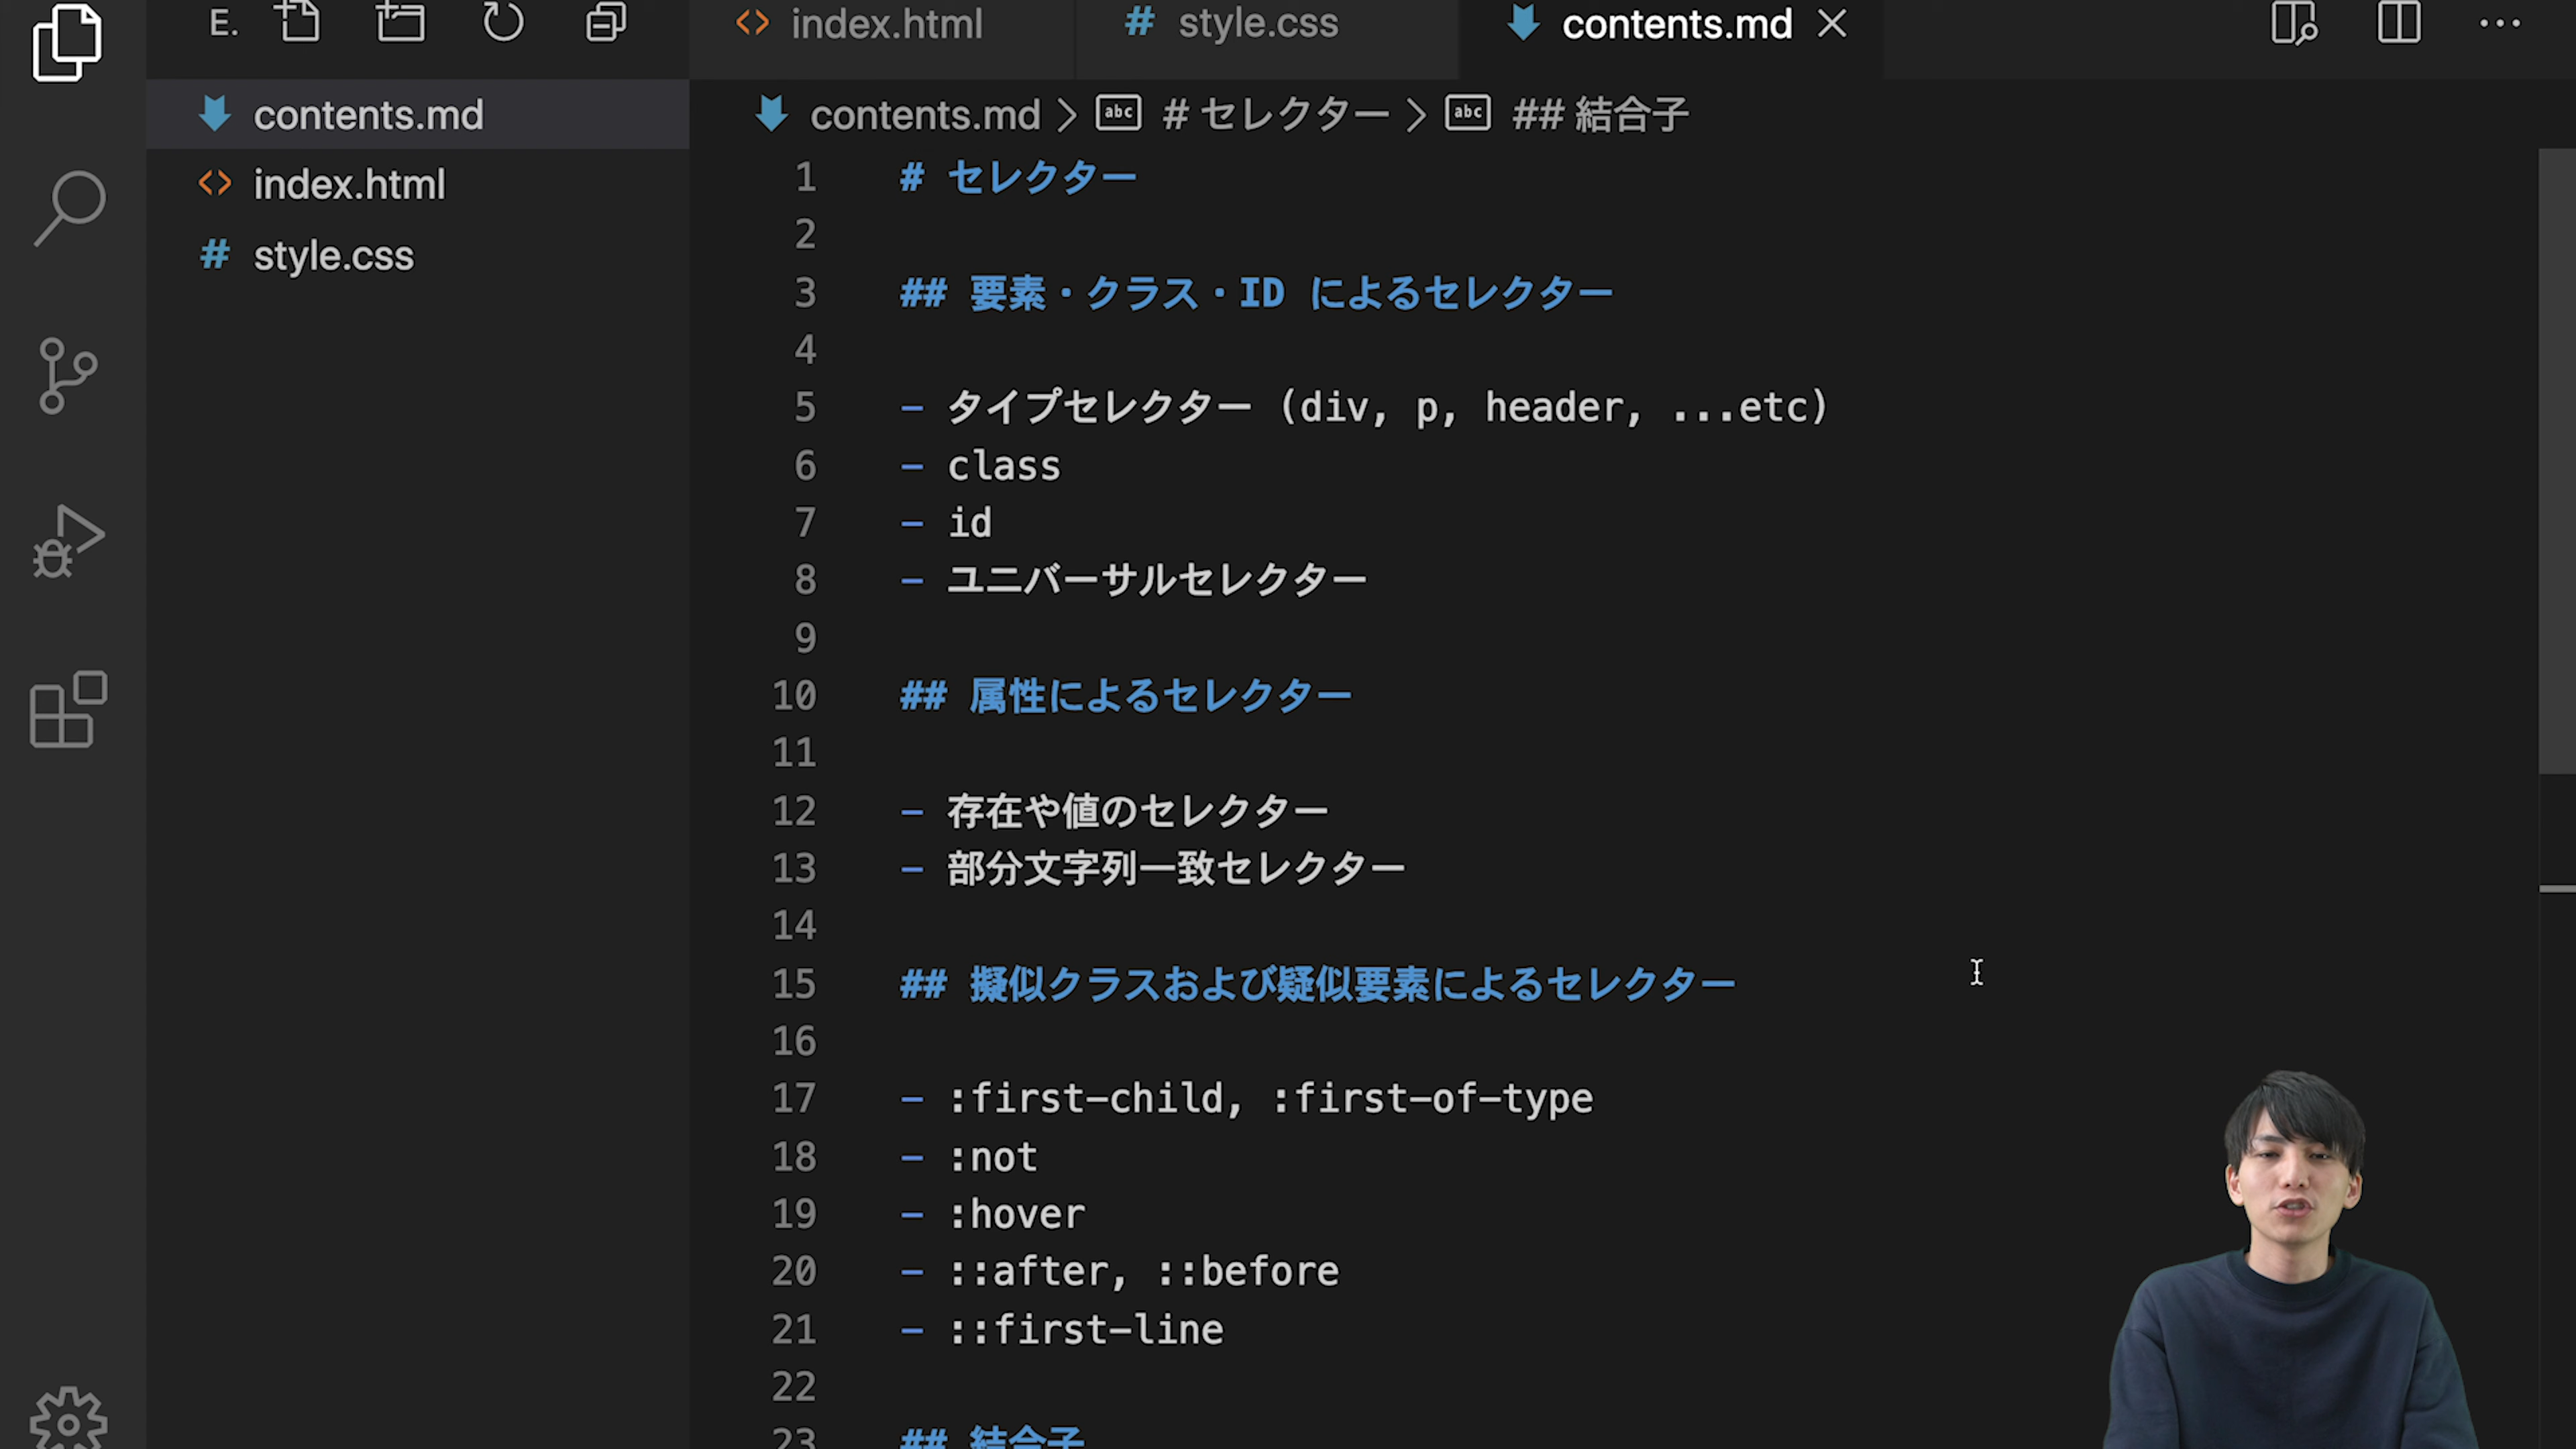 E.
index.html
style.css
contents.md
contents.md
index.html
style.css
contents.md > abc # セレクター > abc ## 結合子
1 # セレクター
2
3 ## 要素・クラス・ID によるセレクター
4
5 - タイプセレクター (div, p, header, ...etc)
6 - class
7 - id
8 - ユニバーサルセレクター
9
10 ## 属性によるセレクター
11
12 - 存在や値のセレクター
13 - 部分文字列一致セレクター
14
15 ## 擬似クラスおよび疑似要素によるセレクター
16
17 - :first-child, :first-of-type
18 - :not
19 - :hover
20 - ::after, ::before
21 - ::first-line
22
23 ## 結合子